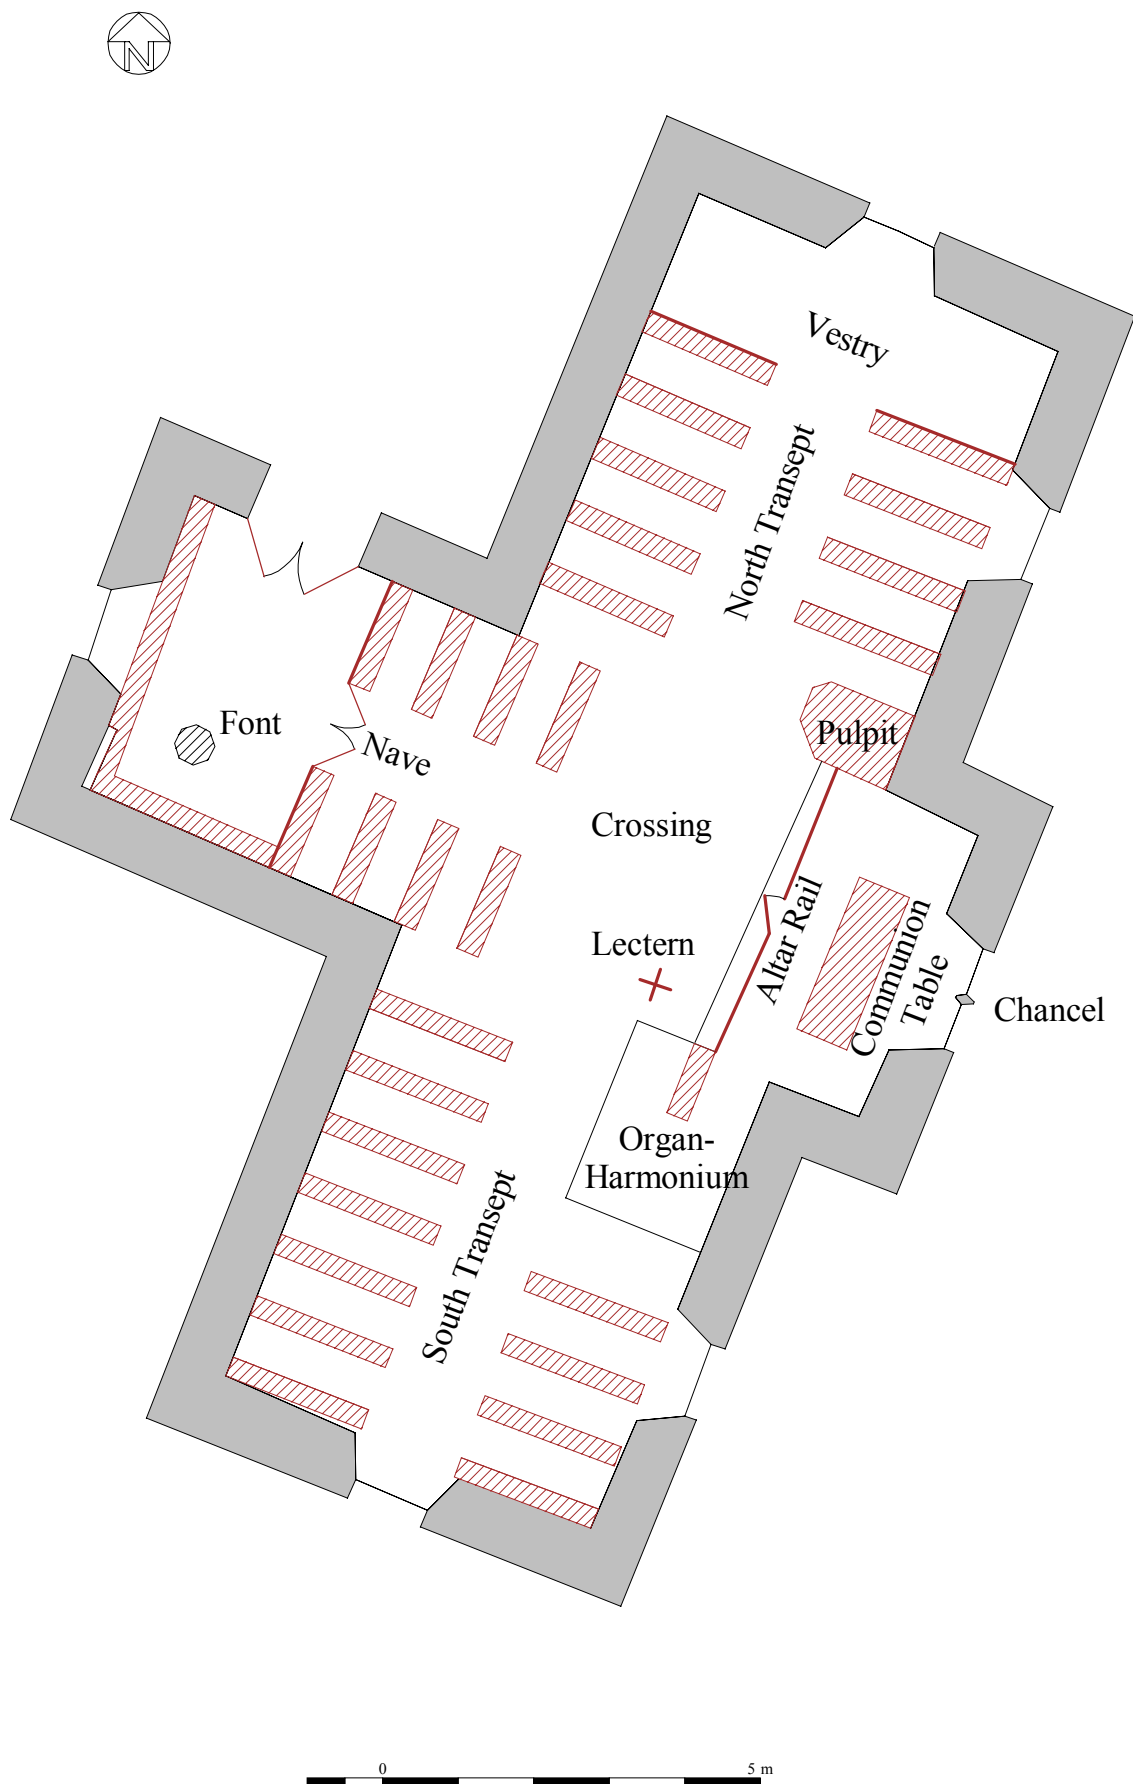 N
Vestry
North Transept
Font
Nave
Pulpit
Crossing
Altar Rail
Communion
Table
Lectern
Chancel
Organ-
Harmonium
South Transept
0
5 m